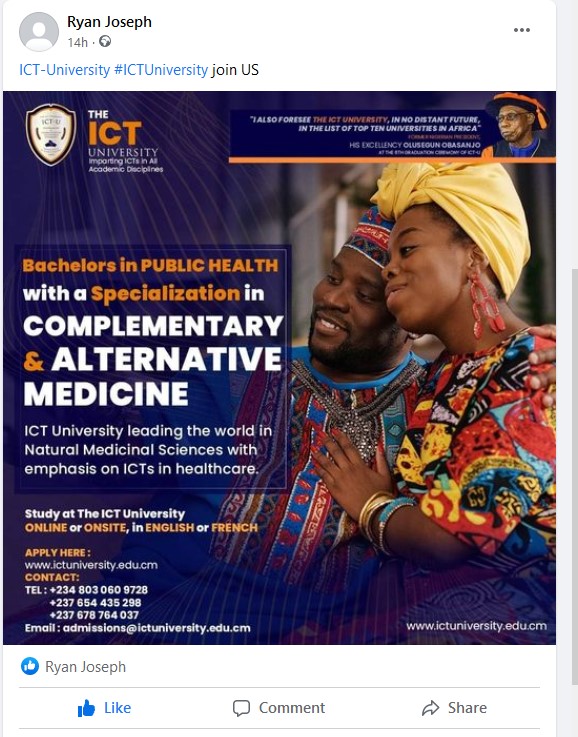 Ryan Joseph
14h ·
ICT-University #ICTUniversity join US
THE
ICT
UNIVERSITY
Imparting ICTs in All
Academic Disciplines
ICT-U
"I ALSO FORESEE THE ICT UNIVERSITY, IN NO DISTANT FUTURE,
IN THE LIST OF TOP TEN UNIVERSITIES IN AFRICA"
FORMER NIGERIAN PRESIDENT,
HIS EXCELLENCY OLUSEGUN OBASANJO
AT THE 8TH GRADUATION CEREMONY OF ICT-U
Bachelors in PUBLIC HEALTH
with a Specialization in
COMPLEMENTARY
& ALTERNATIVE
MEDICINE
ICT University leading the world in
Natural Medicinal Sciences with
emphasis on ICTs in healthcare.
Study at The ICT University
ONLINE or ONSITE, in ENGLISH or FRENCH
APPLY HERE :
www.ictuniversity.edu.cm
CONTACT:
TEL : +234 803 060 9728
+237 654 435 298
+237 678 764 037
Email : admissions@ictuniversity.edu.cm
www.ictuniversity.edu.cm
Ryan Joseph
Like
Comment
Share